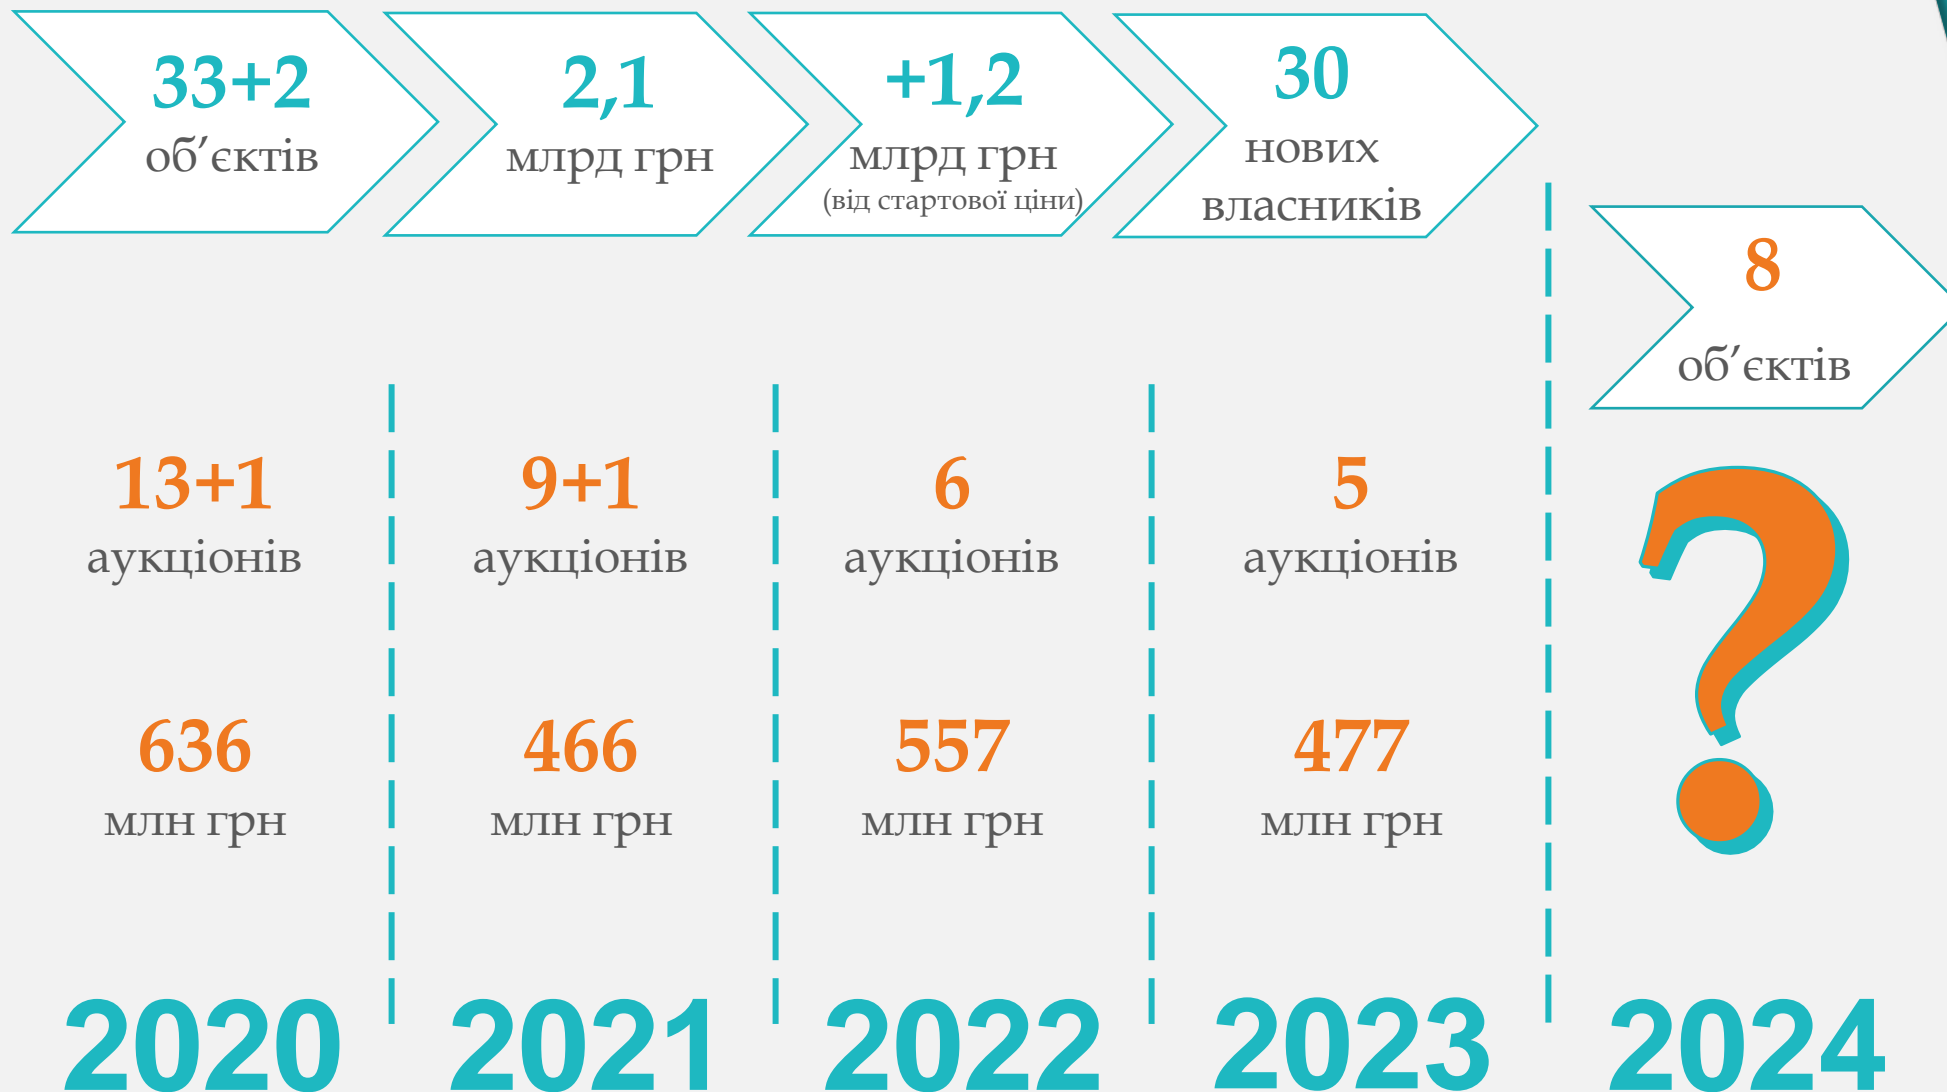 33+2
об’єктів
2,1
млрд грн
+1,2
млрд грн
(від стартової ціни)
30
нових
власників
8
об’єктів
13+1
аукціонів
636
млн грн
9+1
аукціонів
466
млн грн
6
аукціонів
557
млн грн
5
аукціонів
477
млн грн
?
2020
2021
2022
2023
2024